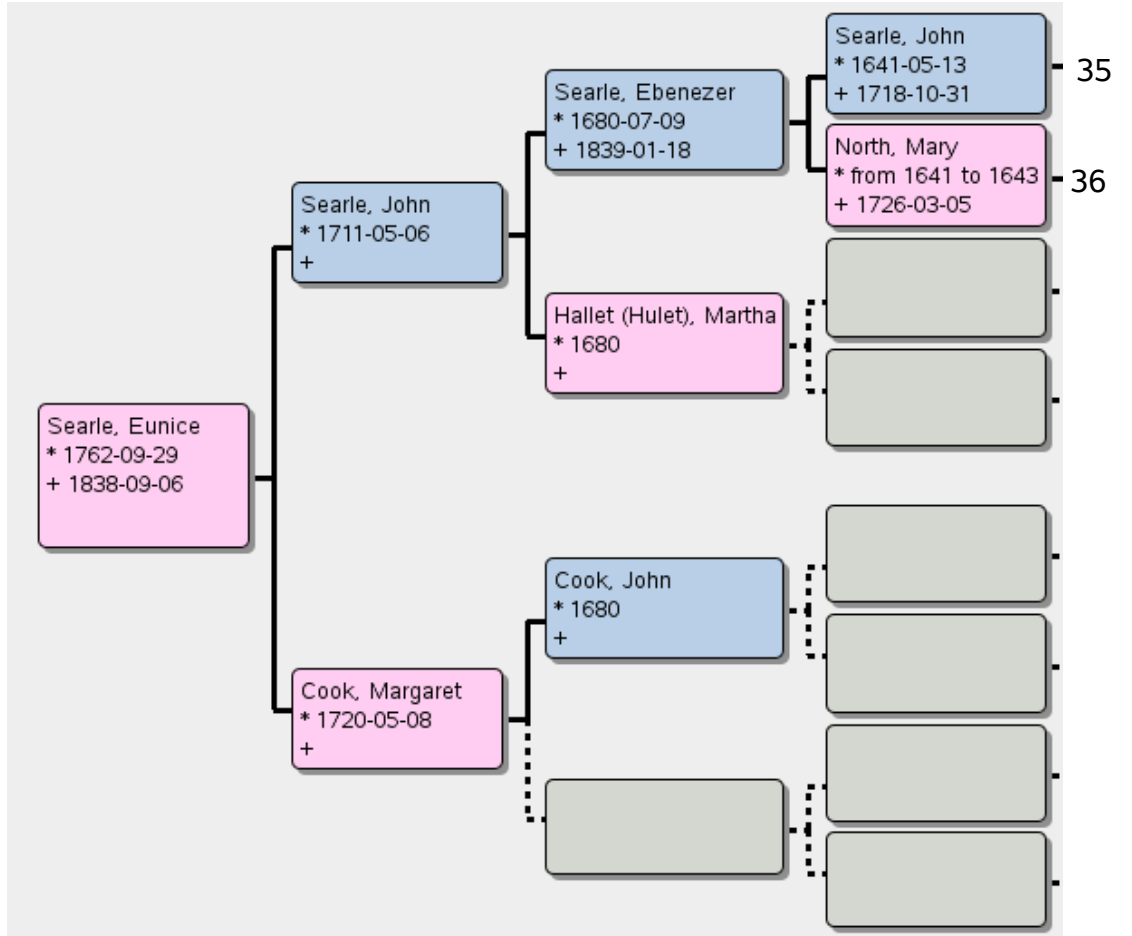 Searle, John
* 1641-05-13
+ 1718-10-31
35
Searle, Ebenezer
* 1680-07-09
+ 1839-01-18
North, Mary
* from 1641 to 1643
+ 1726-03-05
36
Searle, John
* 1711-05-06
+
Hallet (Hulet), Martha
* 1680
+
Searle, Eunice
* 1762-09-29
+ 1838-09-06
Cook, John
* 1680
+
Cook, Margaret
* 1720-05-08
+